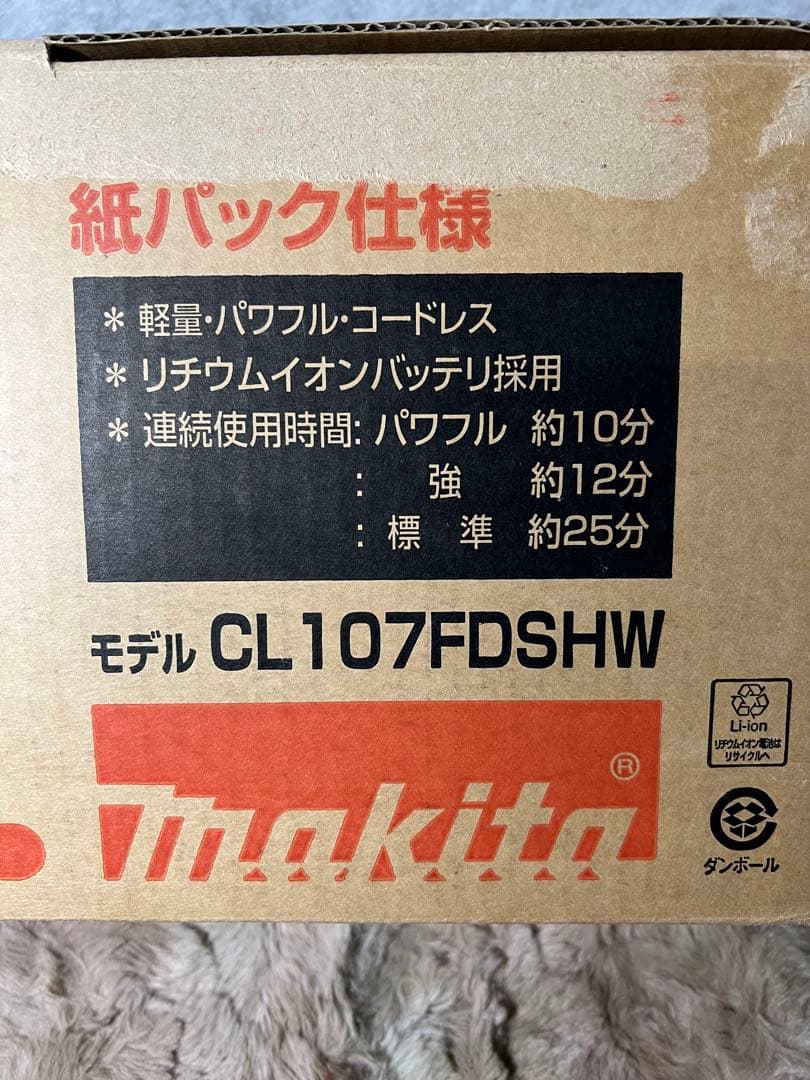 紙パック仕様
＊ 軽量・パワフル・コードレス
＊ リチウムイオンバッテリ採用
＊ 連続使用時間: パワフル 約10分
: 強 約12分
: 標 準 約25分
モデル CL107FDSHW
makita ®
Li-ion
リチウムイオン電池は
リサイクルへ
ダンボール